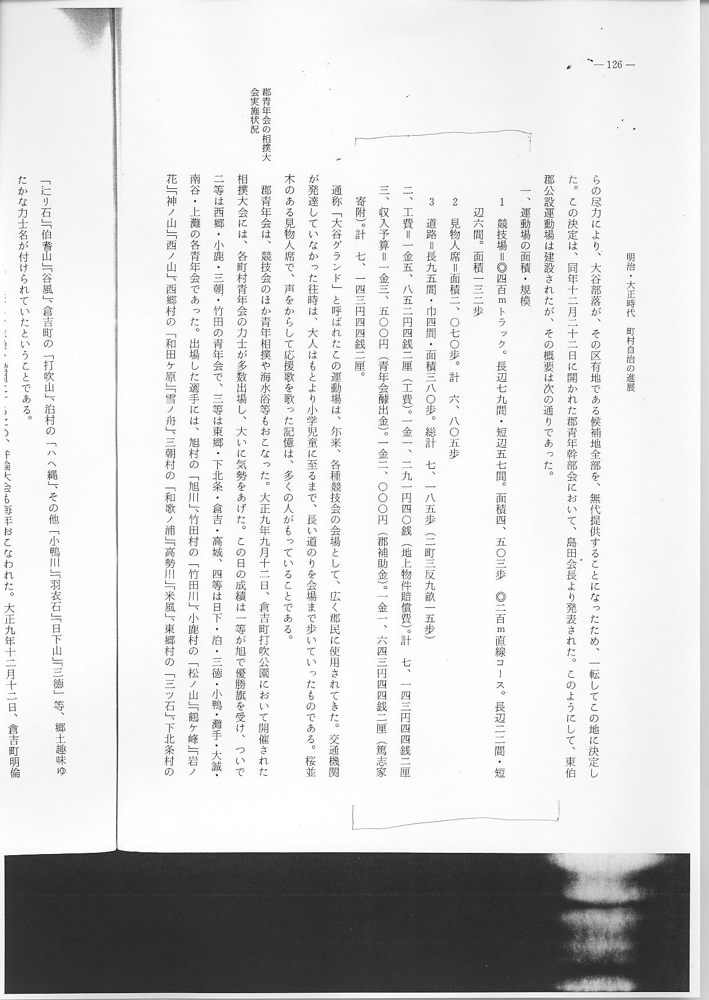 — 126 —
明治・大正時代　町村自治の進展
らの尽力により、大谷部落が、その区有地である候補地全部を、無代提供することになったため、一転してこの地に決定し
た。この決定は、同年十二月二十二日に開かれた郡青年幹部会において、島田会長より発表された。このようにして、東伯
郡公設運動場は建設されたが、その概要は次の通りであった。
一、運動場の面積・規模
1　競技場＝◎四百mトラック。長辺七九間・短辺五七間。面積四、五〇三歩　◎二百m直線コース。長辺二二間・短
辺六間。面積一三二歩
2　見物人席＝面積二、〇七〇歩。計　六、八〇五歩
3　道路＝長九五間・巾四間・面積三八〇歩。総計　七、一八五歩（二町三反九畝一五歩）
二、工費＝一金五、八五二円四銭二厘（工費）。一金一、二九一円四〇銭（地上物件賠償費）。計　七、一四三円四四銭二厘
三、収入予算＝一金三、五〇〇円（青年会醵出金）。一金二、〇〇〇円（郡補助金）。一金一、六四三円四四銭二厘（篤志家
寄附）。計　七、一四三円四四銭二厘。
通称「大谷グランド」と呼ばれたこの運動場は、尓来、各種競技会の会場として、広く郡民に使用されてきた。交通機関
が発達していなかった往時は、大人はもとより小学児童に至るまで、長い道のりを会場まで歩いていったものである。桜並
木のある見物人席で、声をからして応援歌を歌った記憶は、多くの人がもっていることである。
郡青年会の相撲大
会実施状況
郡青年会は、競技会のほか青年相撲や海水浴等もおこなった。大正九年九月十二日、倉吉町打吹公園において開催された
相撲大会には、各町村青年会の力士が多数出場し、大いに気勢をあげた。この日の成績は一等が旭で優勝旗を受け、ついで
二等は西郷・小鹿・三朝・竹田の青年会で、三等は東郷・下北条・倉吉・高城、四等は日下・泊・三徳・小鴨・灘手・大誠・
南谷・上灘の各青年会であった。出場した選手には、旭村の「旭川」、竹田村の「竹田川」、小鹿村の「松ノ山」「鶴ケ峰」「岩ノ
花」「神ノ山」「西ノ山」、西郷村の「和田ケ原」「雪ノ舟」、三朝村の「和歌ノ浦」「高勢川」「米風」、東郷村の「三ツ石」、下北条村の
「辷リ石」「伯耆山」「谷風」、倉吉町の「打吹山」、泊村の「ハヘ縄」、その他「小鴨川」「羽衣石」「日下山」「三徳」等、郷土趣味ゆ
たかな力士名が付けられていたということである。
ため、弁論大会も毎年おこなわれた。大正九年十二月十二日、倉吉町明倫